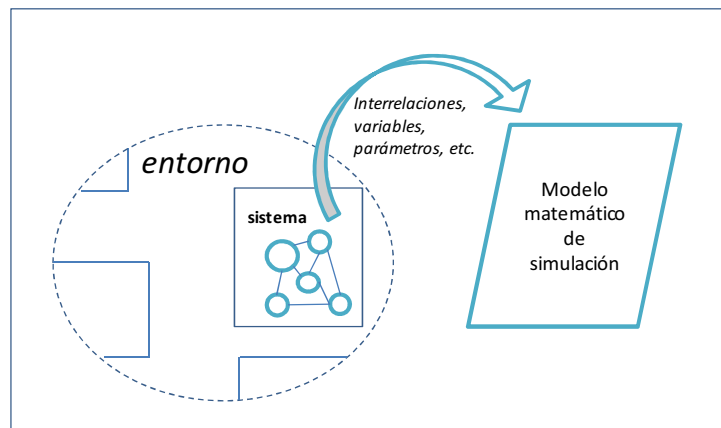 Interrelaciones,
variables,
parámetros, etc.
entorno
sistema
Modelo
matemático
de
simulación